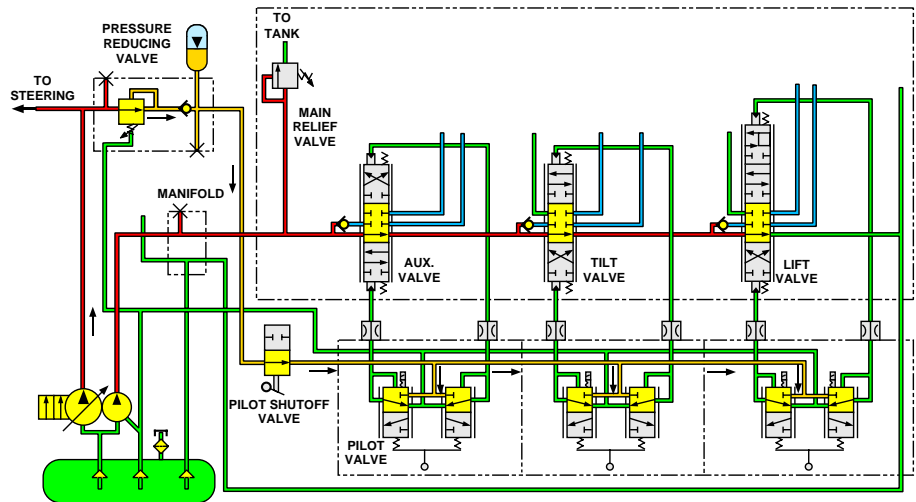 TO
TANK
PRESSURE
REDUCING
VALVE
TO
STEERING
MAIN
RELIEF
VALVE
MANIFOLD
AUX.
VALVE
TILT
VALVE
LIFT
VALVE
PILOT SHUTOFF
VALVE
PILOT
VALVE